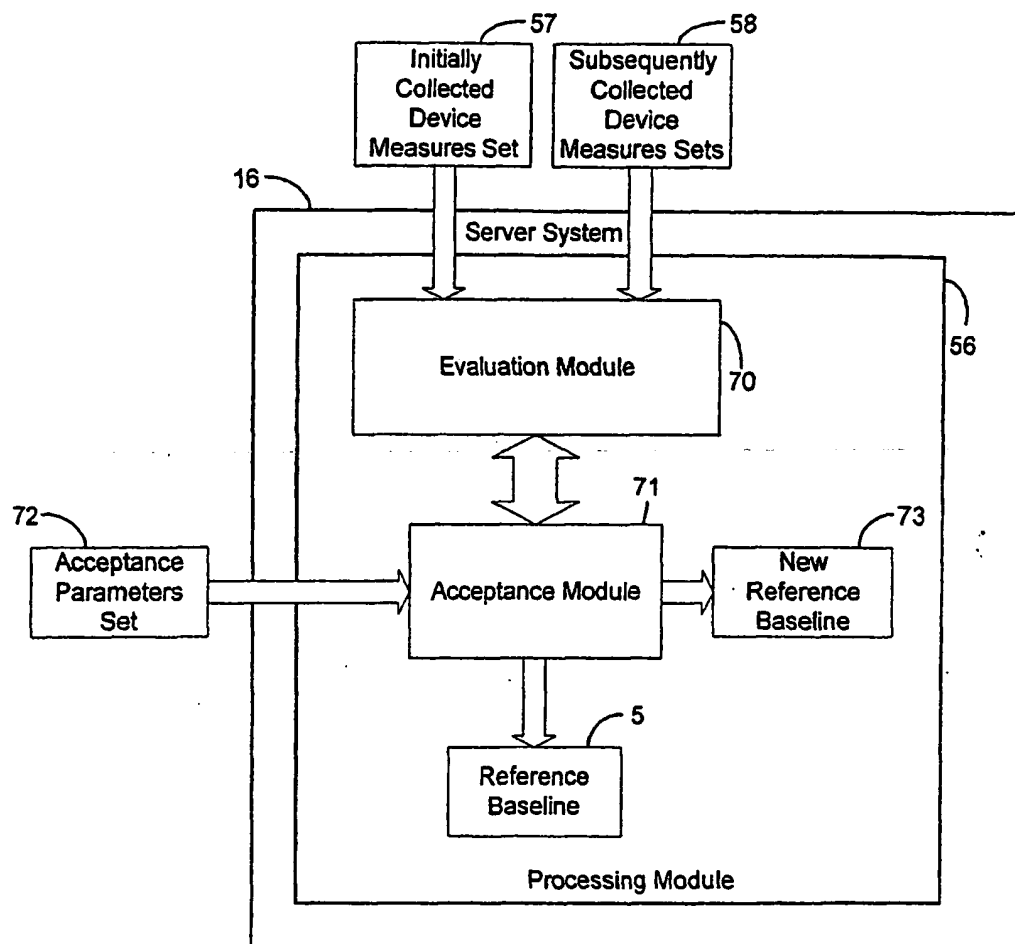 57
58
Initially
Collected
Device
Measures Set
Subsequently
Collected
Device
Measures Sets
16
Server System
Evaluation Module
70
56
71
72
73
Acceptance
Parameters
Set
Acceptance Module
New
Reference
Baseline
5
Reference
Baseline
Processing Module